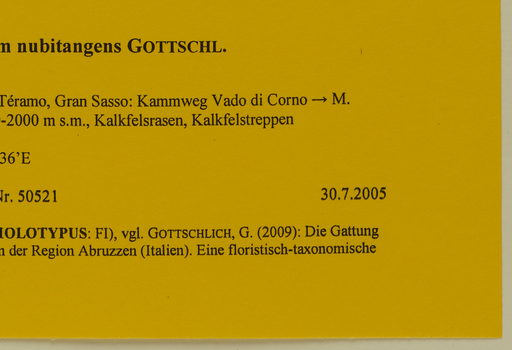 nubitangens GOTTSCHL.
Téramo, Gran Sasso: Kammweg Vado di Corno → M.
-2000 m s.m., Kalkfelsrasen, Kalkfelstreppen
36'E
Nr. 50521 30.7.2005
HOLOTYPUS: FI), vgl. GOTTSCHLICH, G. (2009): Die Gattung
der Region Abruzzen (Italien). Eine floristisch-taxonomische